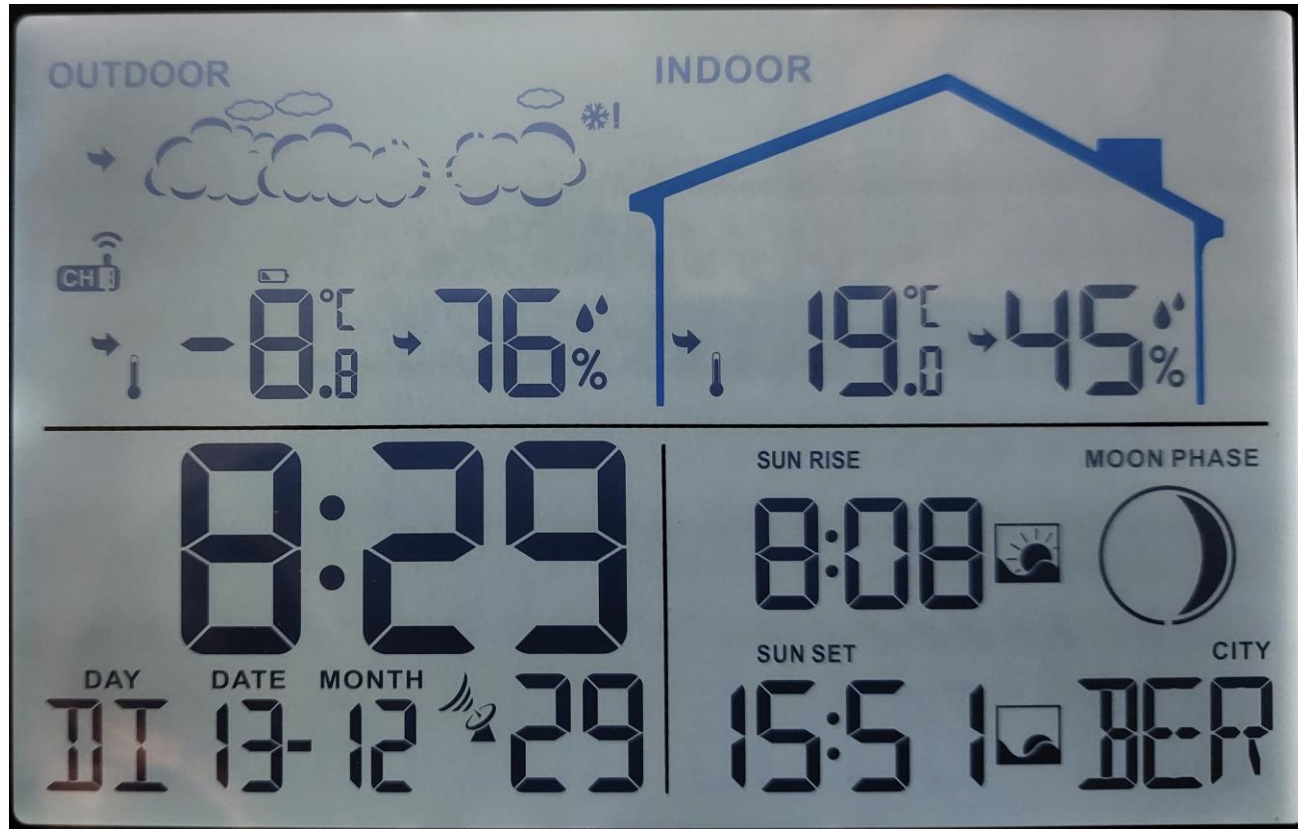 OUTDOOR
INDOOR
CH 1
-8.8 °C 76 %
19.0 °C 45 %
8:29
SUN RISE
MOON PHASE
8:08
SUN SET
CITY
DAY DATE MONTH
DI 13-12 29
15:51
BER